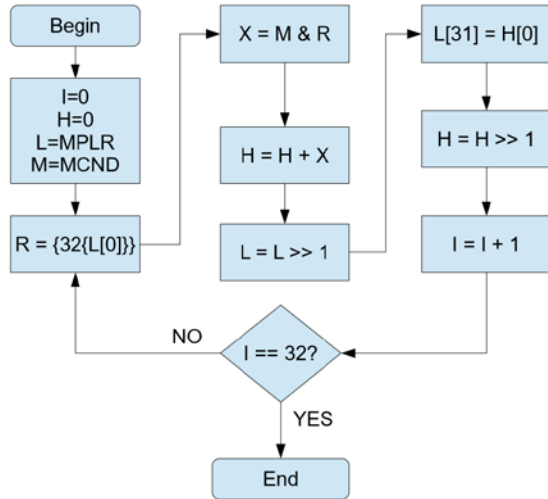 Begin
I=0
H=0
L=MPLR
M=MCND
R = {32{L[0]}}
X = M & R
H = H + X
L = L >> 1
L[31] = H[0]
H = H >> 1
I = I + 1
I == 32?
NO
YES
End